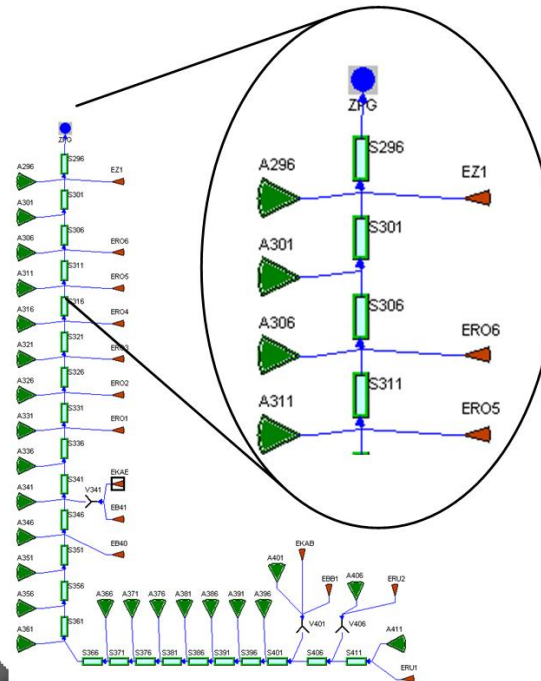 ZPG
S296
A296
EZ1
A301
S301
A306
S306
ERO6
A311
S311
ERO5
A316
S316
ERO4
A321
S321
ERO3
A326
S326
ERO2
A331
S331
ERO1
A336
S336
A341
S341
V341
EKAE
EB41
A346
S346
EB40
A351
S351
A356
S356
A361
S361
ZPG
S296
A296
EZ1
A301
S301
A306
S306
ERO6
A311
S311
ERO5
A366
A371
A376
A381
A386
A391
A396
A401
EKAB
EBB1
A406
ERU2
V401
V406
A411
S366
S371
S376
S381
S386
S391
S396
S401
S406
S411
ERU1